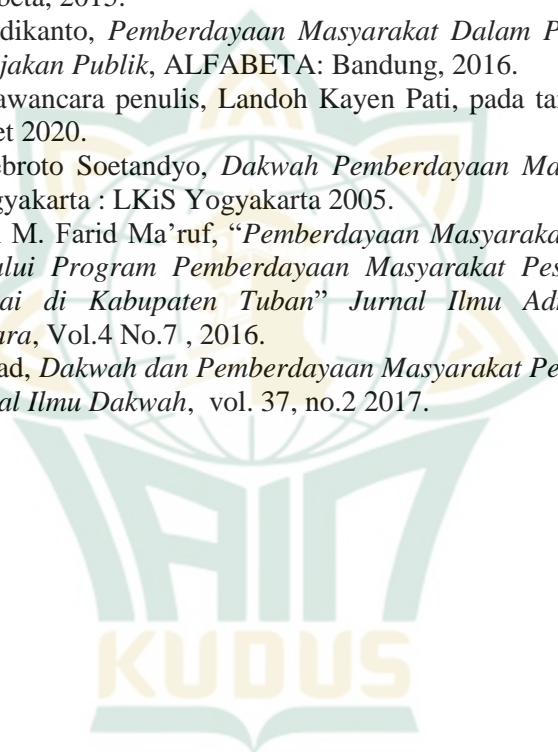 beta, 2015.
dikanto, Pemberdayaan Masyarakat Dalam P
jakan Publik, ALFABETA: Bandung, 2016.
awancara penulis, Landoh Kayen Pati, pada tan
et 2020.
ebroto Soetandyo, Dakwah Pemberdayaan Ma
gyakarta : LKiS Yogyakarta 2005.
M. Farid Ma’ruf, “Pemberdayaan Masyaraka
alui Program Pemberdayaan Masyarakat Pes
ai di Kabupaten Tuban” Jurnal Ilmu Ad
ara, Vol.4 No.7 , 2016.
ad, Dakwah dan Pemberdayaan Masyarakat Pe
al Ilmu Dakwah, vol. 37, no.2 2017.
IAIN
KUDUS